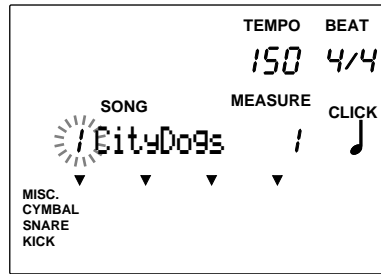 TEMPO BEAT
150 4/4
SONG MEASURE CLICK
1 CityDogs 1
MISC.
CYMBAL
SNARE
KICK